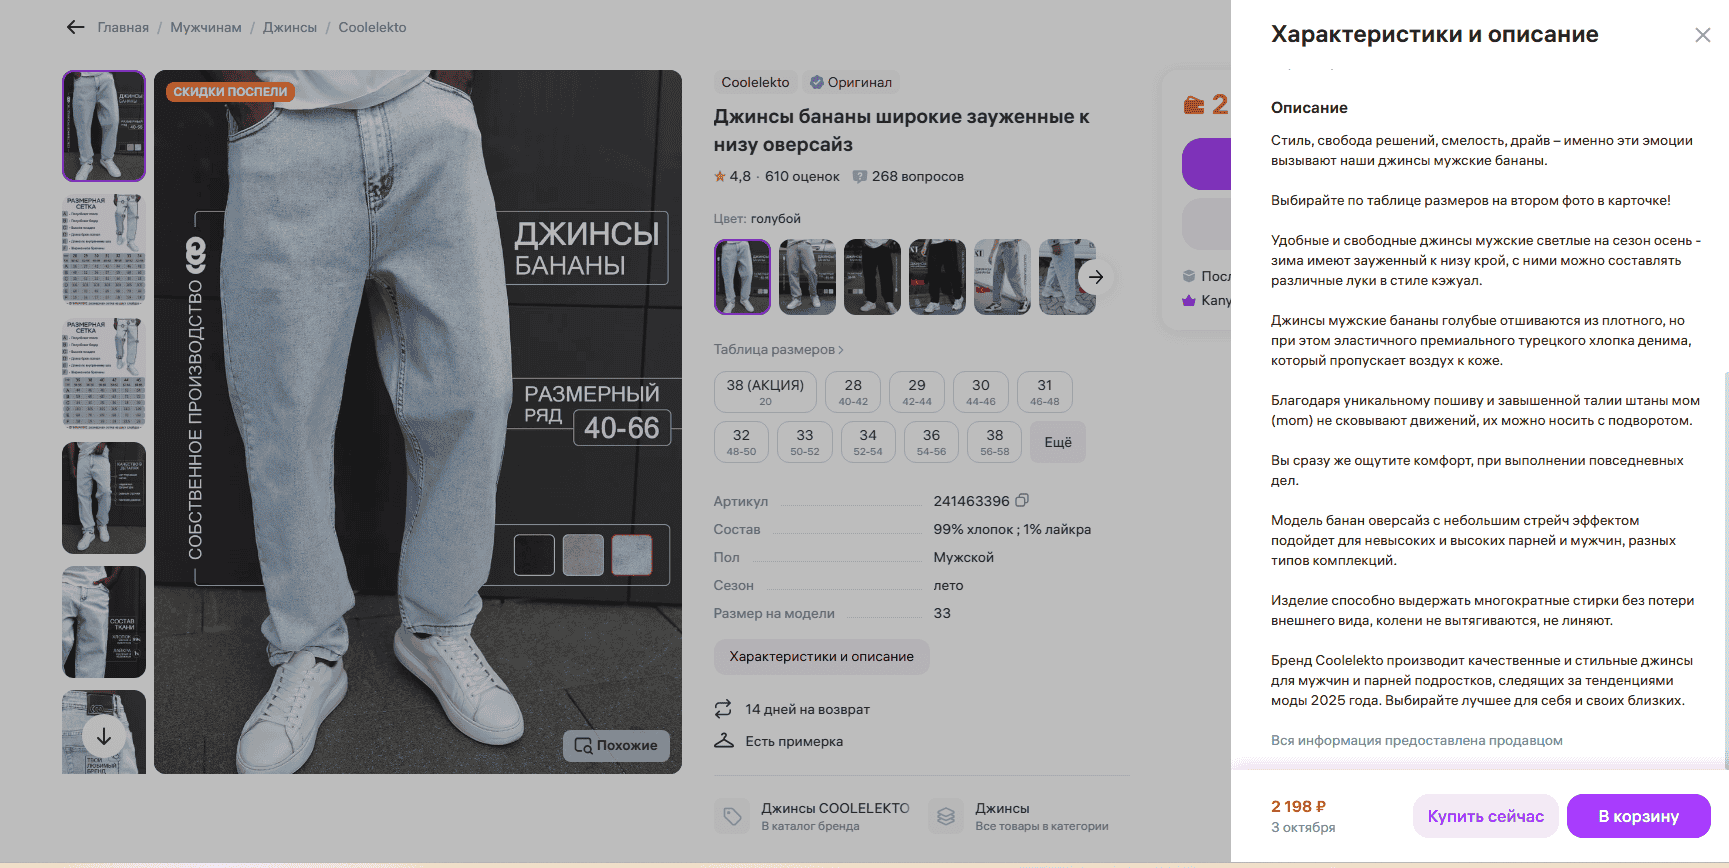 Главная / Мужчинам / Джинсы / Coolelekto
СКИДКИ ПОСПЕЛИ
СОБСТВЕННОЕ ПРОИЗВОДСТВО
ДЖИНСЫ
БАНАНЫ
РАЗМЕРНЫЙ
РЯД
40-66
Похожие
РАЗМЕРНАЯ
СЕТКА
РАЗМЕРНАЯ
СЕТКА
СОСТАВ
ТКАНИ
Coolelekto
Оригинал
Джинсы бананы широкие зауженные к
низу оверсайз
4,8 · 610 оценок
268 вопросов
Цвет: голубой
Таблица размеров
38 (АКЦИЯ)
20
28
40-42
29
42-44
30
44-46
31
46-48
32
48-50
33
50-52
34
52-54
36
54-56
38
56-58
Ещё
Артикул 241463396
Состав 99% хлопок ; 1% лайкра
Пол Мужской
Сезон лето
Размер на модели 33
Характеристики и описание
14 дней на возврат
Есть примерка
Джинсы COOLELEKTO
В каталог бренда
Джинсы
Все товары в категории
2
Посл
Капу
Характеристики и описание
Описание
Стиль, свобода решений, смелость, драйв – именно эти эмоции
вызывают наши джинсы мужские бананы.
Выбирайте по таблице размеров на втором фото в карточке!
Удобные и свободные джинсы мужские светлые на сезон осень -
зима имеют зауженный к низу крой, с ними можно составлять
различные луки в стиле кэжуал.
Джинсы мужские бананы голубые отшиваются из плотного, но
при этом эластичного премиального турецкого хлопка денима,
который пропускает воздух к коже.
Благодаря уникальному пошиву и завышенной талии штаны мом
(mom) не сковывают движений, их можно носить с подворотом.
Вы сразу же ощутите комфорт, при выполнении повседневных
дел.
Модель банан оверсайз с небольшим стрейч эффектом
подойдет для невысоких и высоких парней и мужчин, разных
типов комплекций.
Изделие способно выдержать многократные стирки без потери
внешнего вида, колени не вытягиваются, не линяют.
Бренд Coolelekto производит качественные и стильные джинсы
для мужчин и парней подростков, следящих за тенденциями
моды 2025 года. Выбирайте лучшее для себя и своих близких.
Вся информация предоставлена продавцом
2 198 ₽
3 октября
Купить сейчас
В корзину